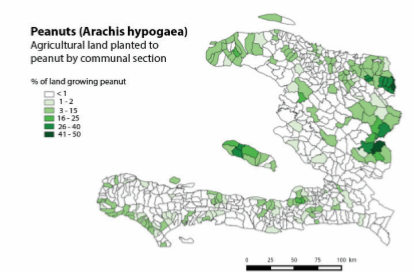 Peanuts (Arachis hypogaea)
Agricultural land planted to
peanut by communal section
% of land growing peanut
< 1
1 - 2
3 - 15
16 - 25
26 - 40
41 - 50
0 25 50 75 100 km